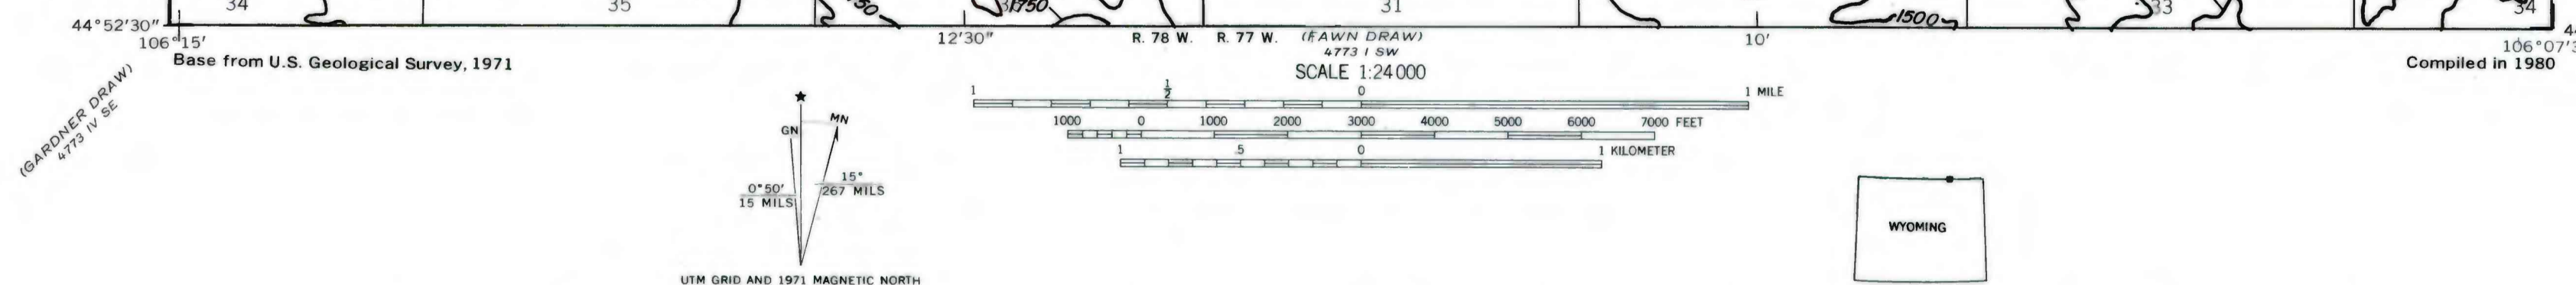 34 35 750 1750 31 1500 33 34
44°52'30"
106°15' 12'30" R. 78 W. R. 77 W. (FAWN DRAW) 10'
4773 I SW
Base from U.S. Geological Survey, 1971
SCALE 1:24 000
Compiled in 1980
(GARDNER DRAW)
4773 IV SE
1 1/2 0 1 MILE
1000 0 1000 2000 3000 4000 5000 6000 7000 FEET
1 .5 0 1 KILOMETER
★
GN MN
0°50' 15°
15 MILS 267 MILS
UTM GRID AND 1971 MAGNETIC NORTH
WYOMING